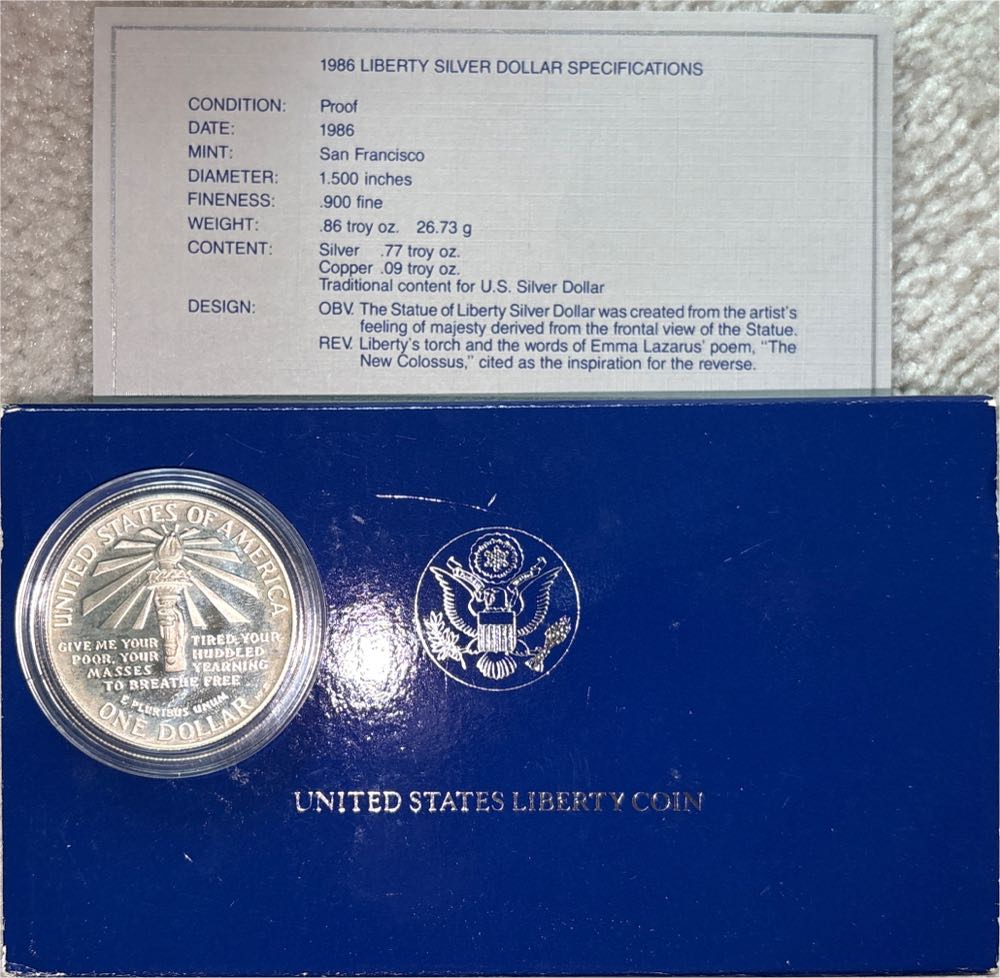 1986 LIBERTY SILVER DOLLAR SPECIFICATIONS
CONDITION: Proof
DATE: 1986
MINT: San Francisco
DIAMETER: 1.500 inches
FINENESS: .900 fine
WEIGHT: .86 troy oz. 26.73 g
CONTENT: Silver .77 troy oz.
Copper .09 troy oz.
Traditional content for U.S. Silver Dollar
DESIGN: OBV. The Statue of Liberty Silver Dollar was created from the artist's
feeling of majesty derived from the frontal view of the Statue.
REV. Liberty's torch and the words of Emma Lazarus' poem, "The
New Colossus," cited as the inspiration for the reverse.
UNITED STATES OF AMERICA
GIVE ME YOUR TIRED, YOUR
POOR, YOUR HUDDLED
MASSES YEARNING
TO BREATHE FREE
E PLURIBUS UNUM
ONE DOLLAR
UNITED STATES LIBERTY COIN